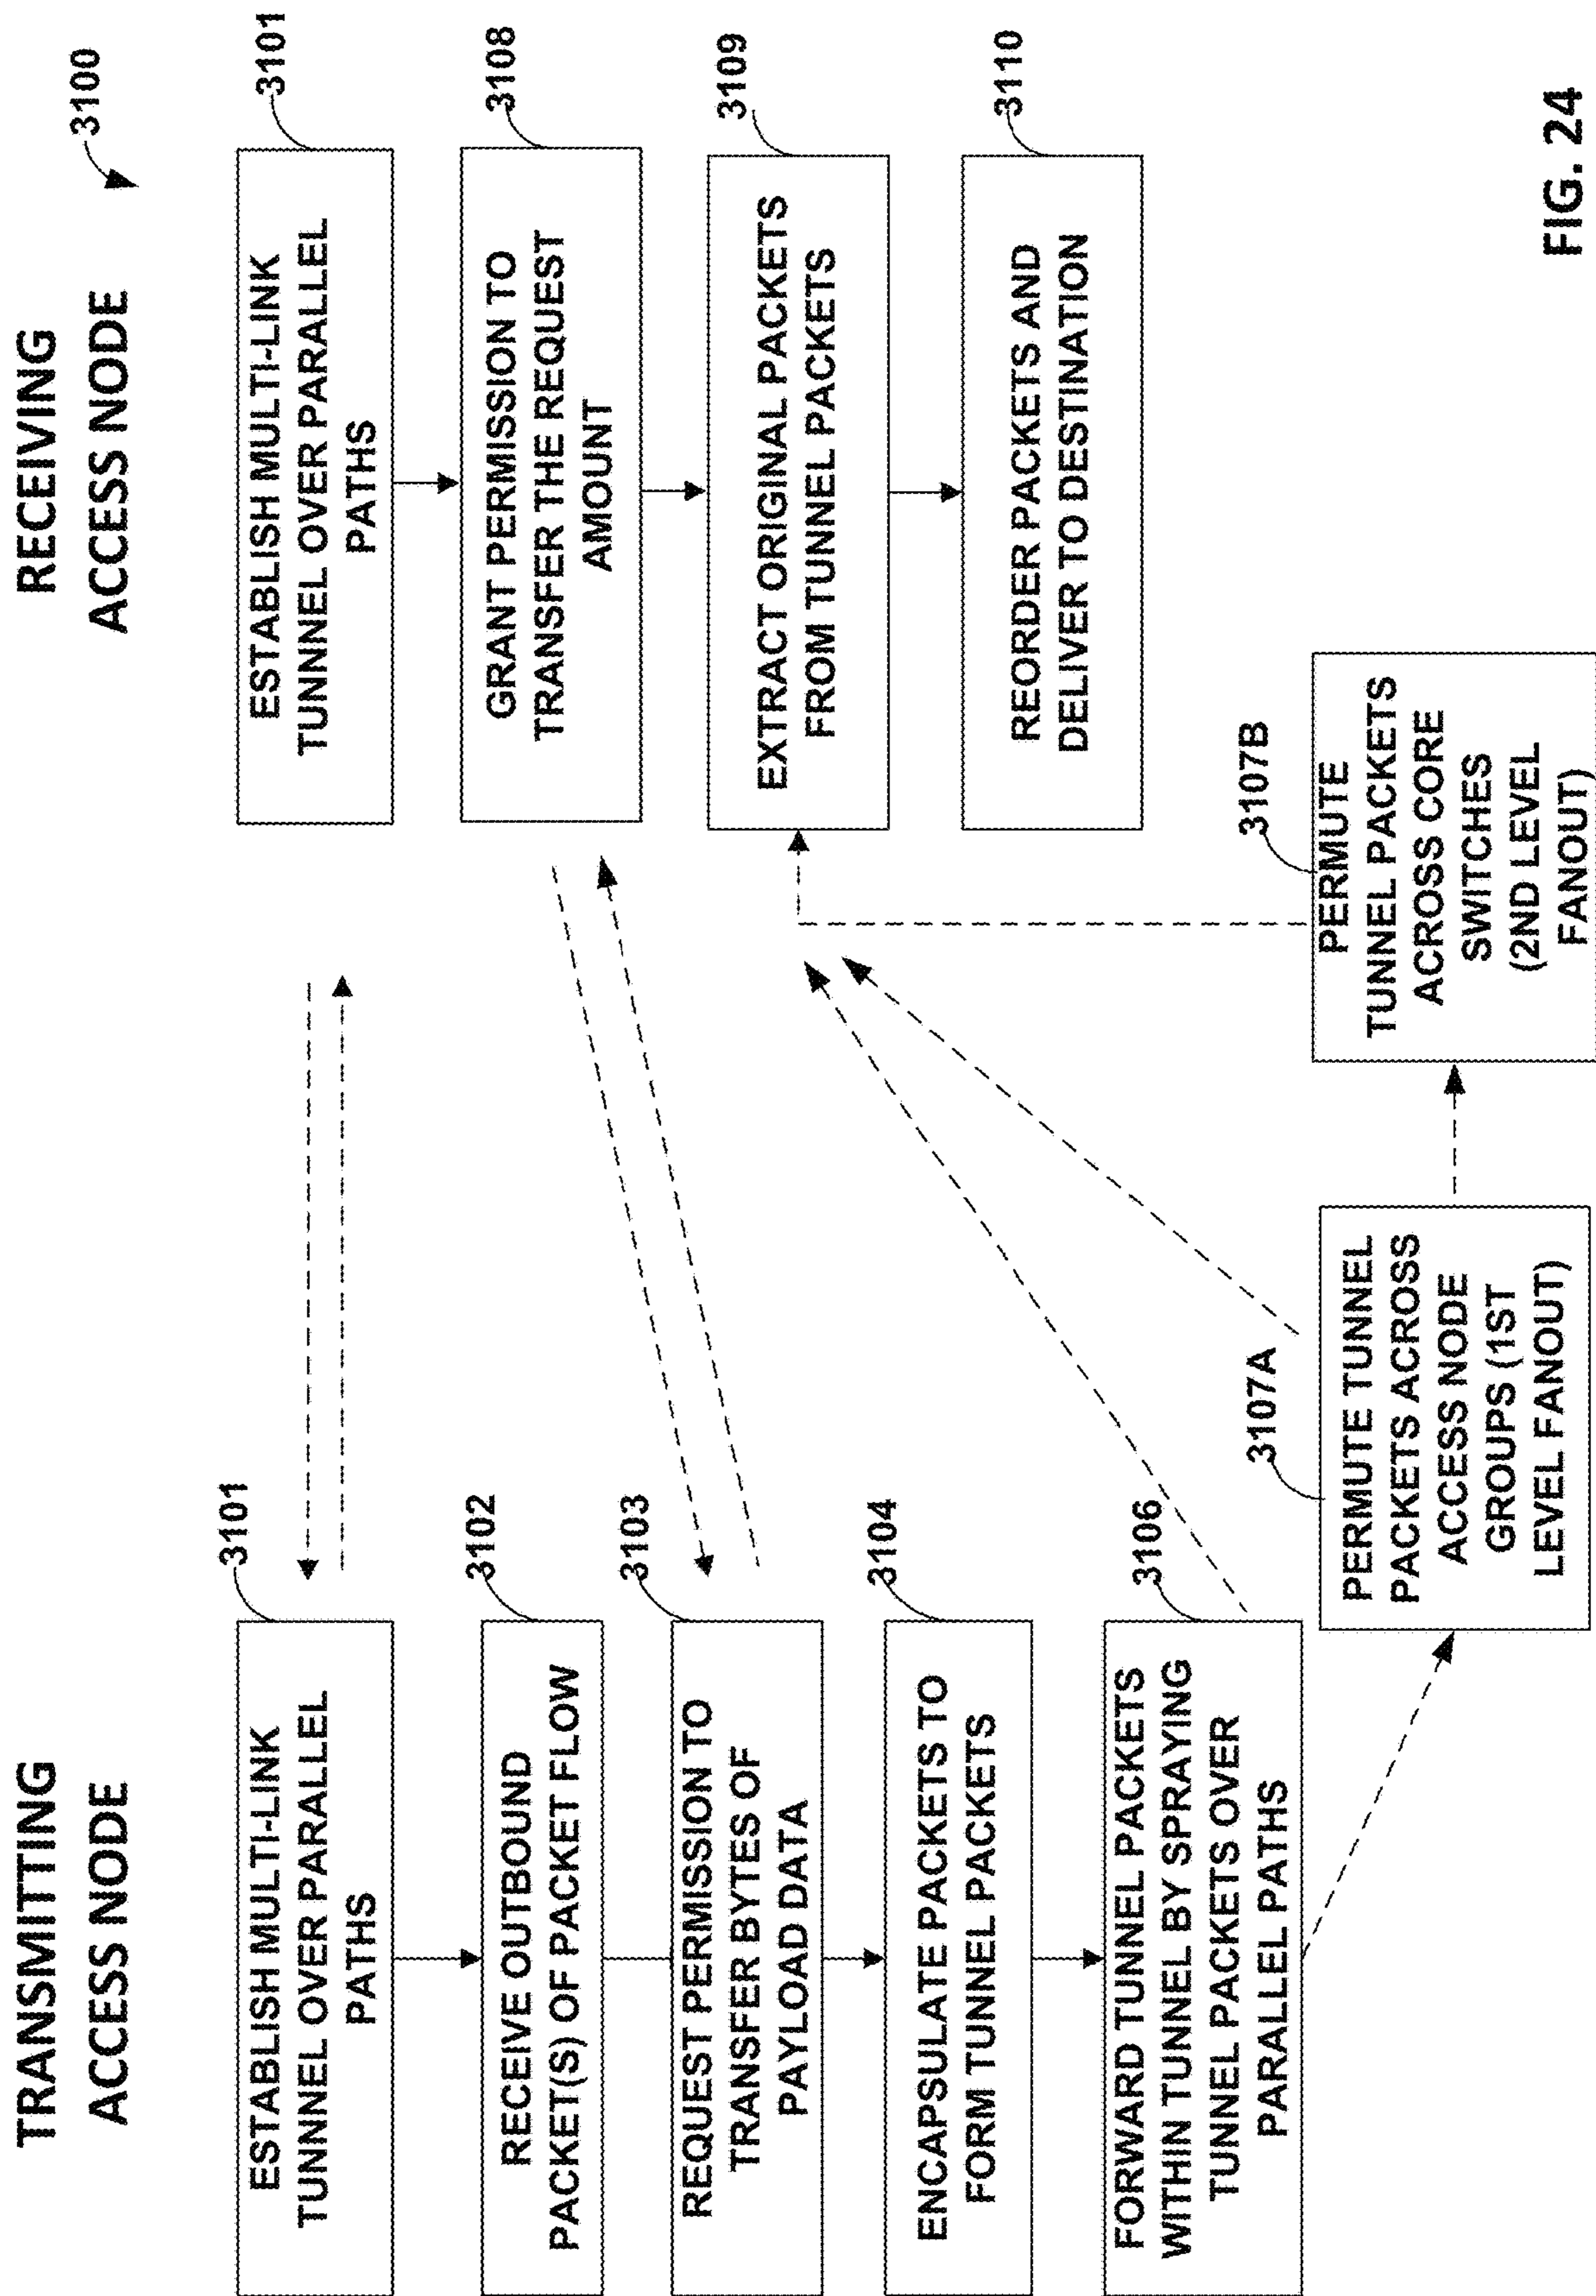 TRANSMITTING
ACCESS NODE
RECEIVING
ACCESS NODE
3100
3101
ESTABLISH MULTI-LINK
TUNNEL OVER PARALLEL
PATHS
3102
RECEIVE OUTBOUND
PACKET(S) OF PACKET FLOW
3103
REQUEST PERMISSION TO
TRANSFER BYTES OF
PAYLOAD DATA
3104
ENCAPSULATE PACKETS TO
FORM TUNNEL PACKETS
3106
FORWARD TUNNEL PACKETS
WITHIN TUNNEL BY SPRAYING
TUNNEL PACKETS OVER
PARALLEL PATHS
3107A
PERMUTE TUNNEL
PACKETS ACROSS
ACCESS NODE
GROUPS (1ST
LEVEL FANOUT)
3107B
PERMUTE
TUNNEL PACKETS
ACROSS CORE
SWITCHES
(2ND LEVEL
FANOUT)
3101
ESTABLISH MULTI-LINK
TUNNEL OVER PARALLEL
PATHS
3108
GRANT PERMISSION TO
TRANSFER THE REQUEST
AMOUNT
3109
EXTRACT ORIGINAL PACKETS
FROM TUNNEL PACKETS
3110
REORDER PACKETS AND
DELIVER TO DESTINATION
FIG. 24